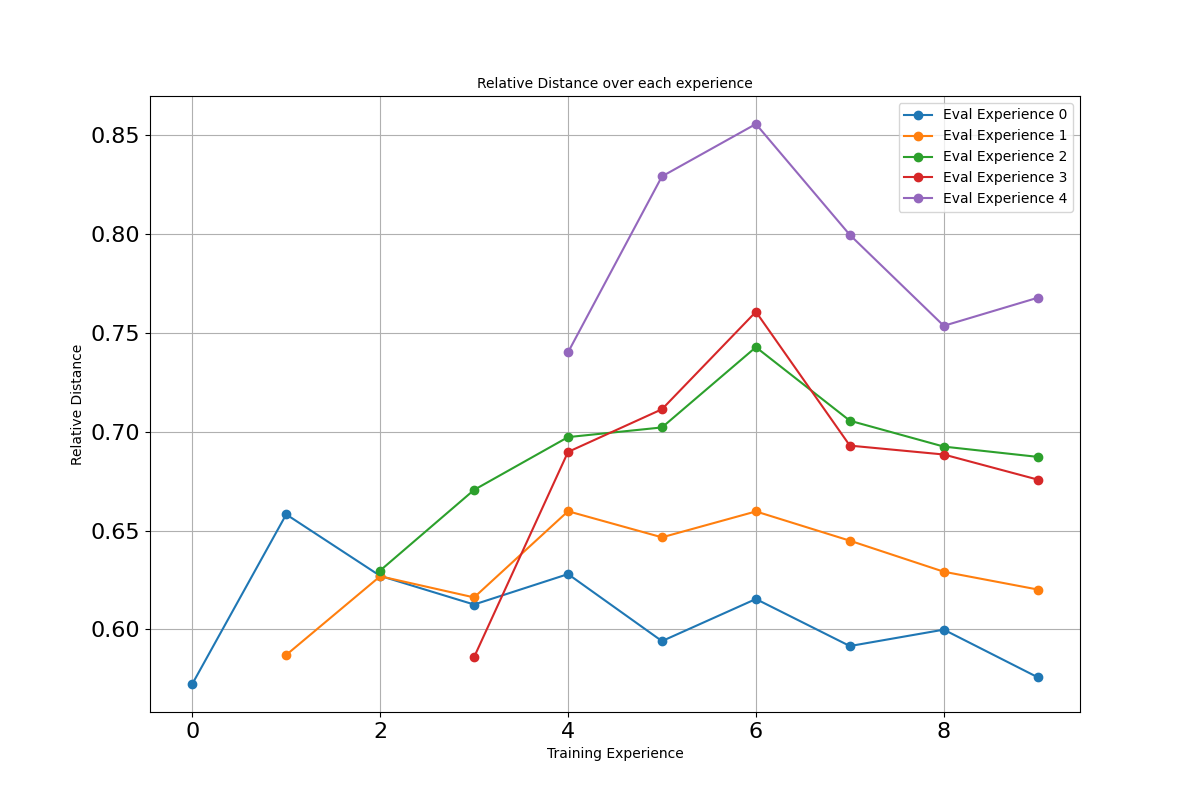 Relative Distance over each experience
Eval Experience 0
Eval Experience 1
Eval Experience 2
Eval Experience 3
Eval Experience 4
0.85
0.80
0.75
0.70
0.65
0.60
Relative Distance
0 2 4 6 8
Training Experience